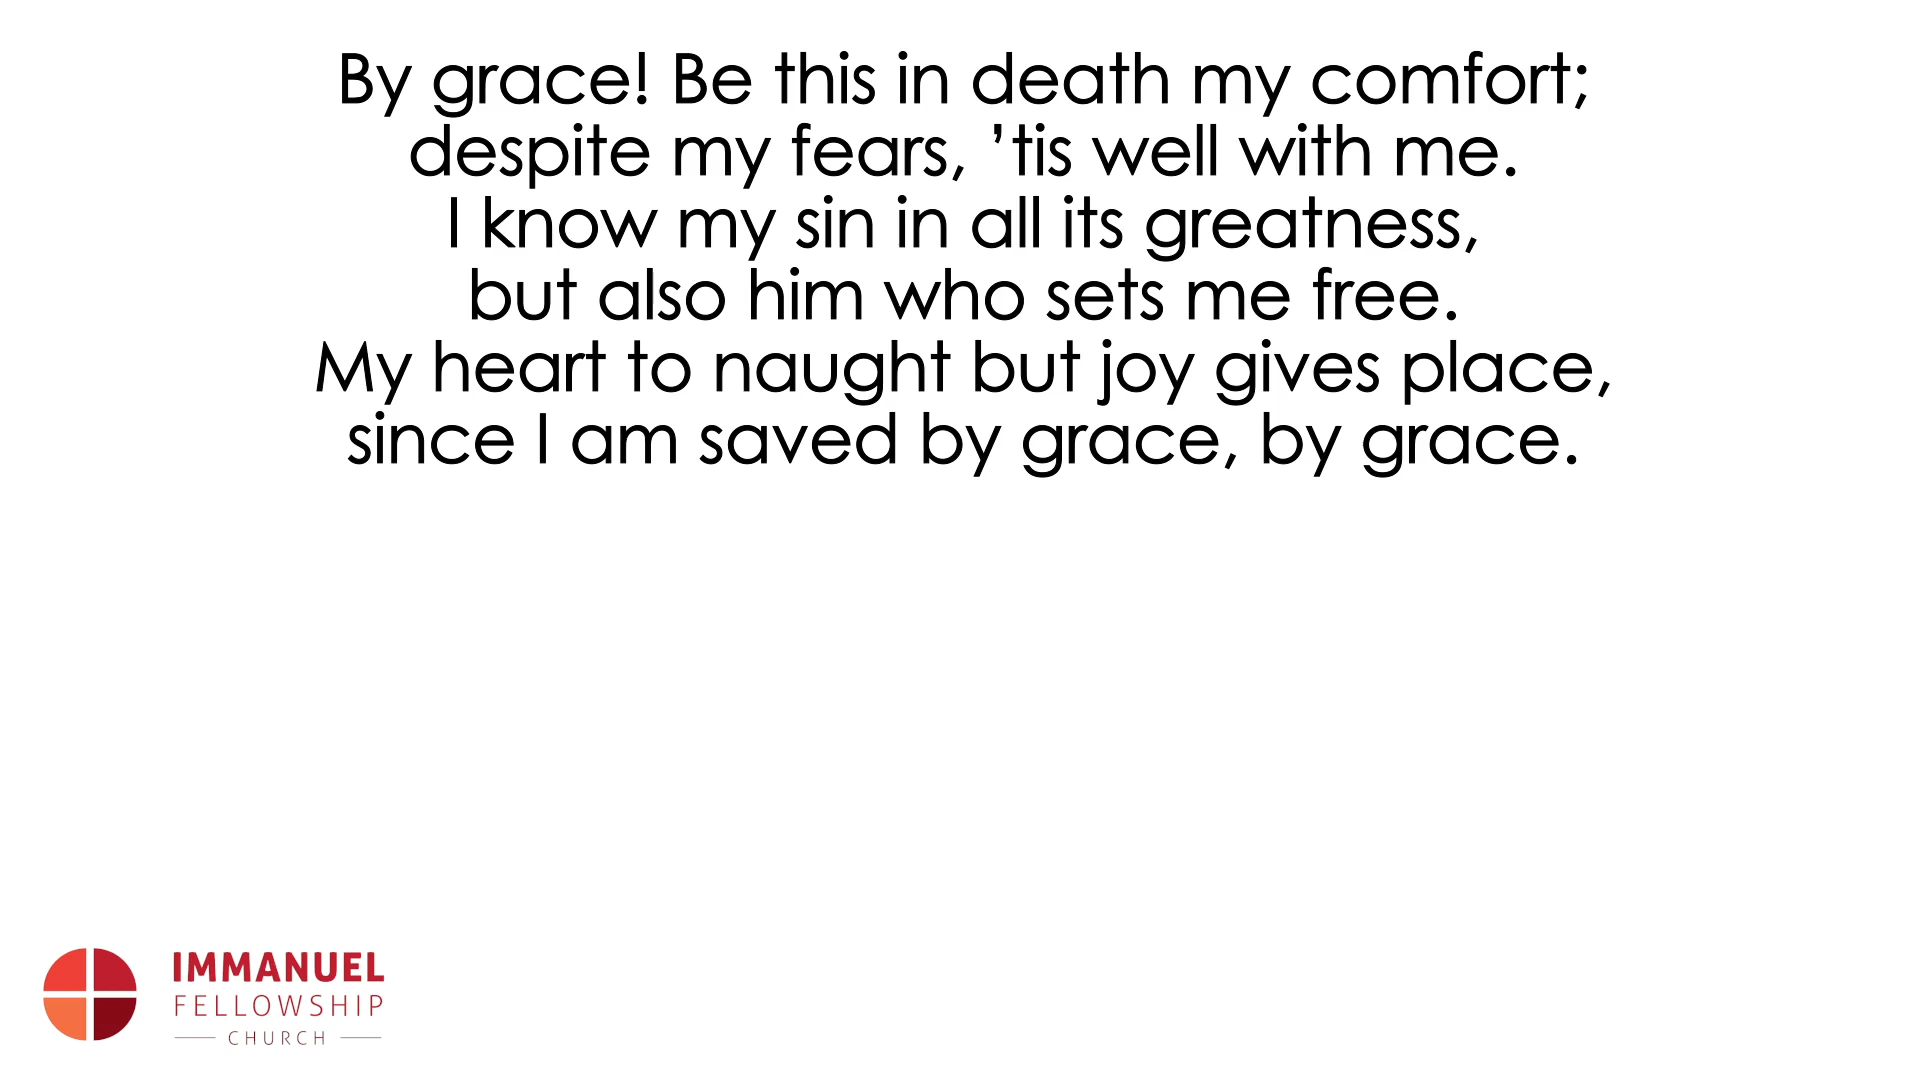 By grace! Be this in death my comfort;
despite my fears, ’tis well with me.
I know my sin in all its greatness,
but also him who sets me free.
My heart to naught but joy gives place,
since I am saved by grace, by grace.
IMMANUEL
FELLOWSHIP
CHURCH